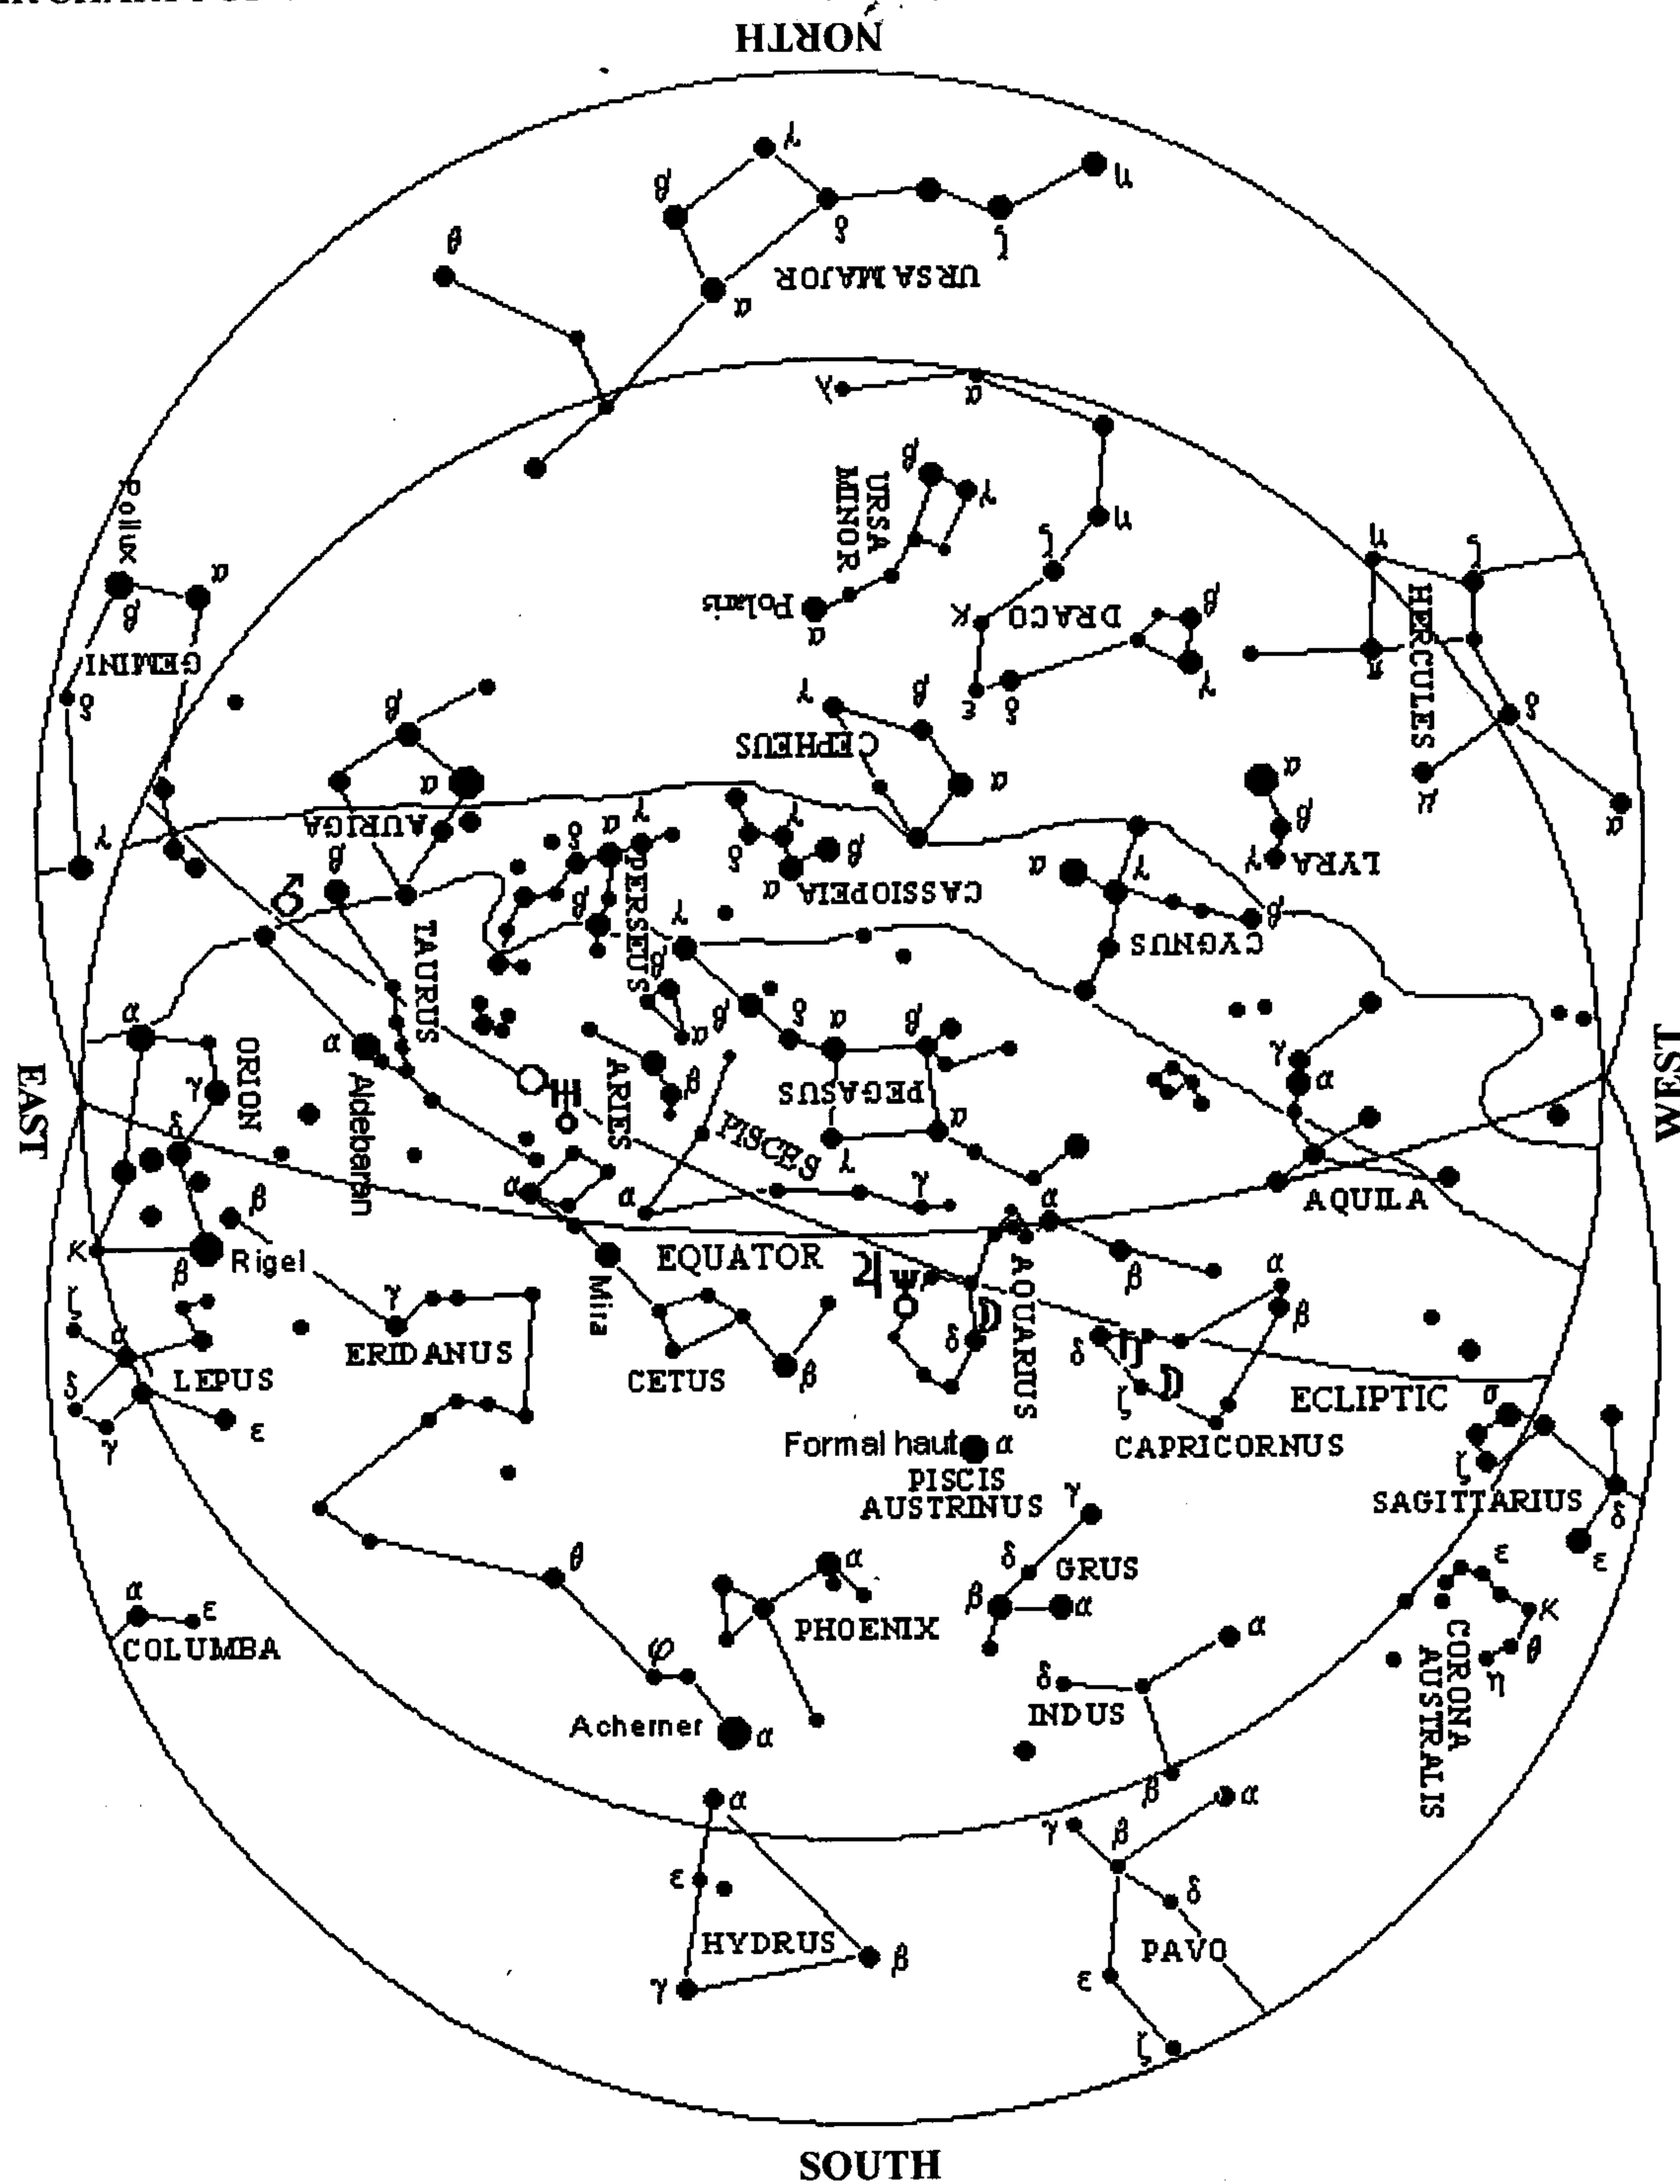 NORTH
γ
β
η
δ
ζ
θ
URSA MAJOR
α
λ
α
β
URSA
MINOR
γ
η
ζ
Pollux
α
β
Polaris
α
κ
DRACO
β
η
ζ
HERCULES
π
GEMINI
δ
ε
δ
γ
δ
β
γ
β
CEPHEUS
α
α
α
μ
α
β
AURIGA
γ
β
δ
α
γ
PERSEUS
δ
γ
α
β
CASSIOPEIA
α
γ
β
γ
LYRA
β
β
γ
CYGNUS
TAURUS
β
α
α
ORION
γ
α
Aldebaran
ARIES
β
β
δ
α
β
PEGASUS
γ
α
γ
α
EAST
WEST
δ
PISCES
β
α
α
γ
α
AQUILA
κ
β
Rigel
EQUATOR
Mira
♃
Ψ
AQUARIUS
β
α
β
ζ
α
LEPUS
γ
ERIDANUS
CETUS
β
δ
δ
ζ
ECLIPTIC
σ
δ
γ
ε
Formal haut
α
PISCIS
AUSTRINUS
CAPRICORNUS
ζ
SAGITTARIUS
γ
δ
ε
θ
α
δ
GRUS
β
α
ε
κ
α
ε
COLUMBA
PHOENIX
θ
η
CORONA
AUSTRALIS
φ
α
δ
INDUS
Acherner
α
β
α
α
γ
β
ε
δ
HYDRUS
β
PAVO
γ
ε
ζ
SOUTH